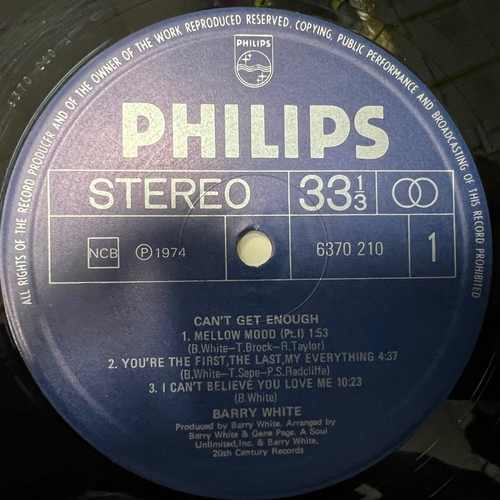 ALL RIGHTS OF THE RECORD PRODUCER AND OF THE OWNER OF THE WORK REPRODUCED RESERVED. COPYING, PUBLIC PERFORMANCE AND BROADCASTING OF THIS RECORD PROHIBITED
PHILIPS
PHILIPS
STEREO 33 1/3
NCB ℗ 1974 6370 210 1
CAN'T GET ENOUGH
1. MELLOW MOOD (Pt.I) 1:53
(B.White-T.Brock-R.Taylor)
2. YOU'RE THE FIRST,THE LAST,MY EVERYTHING 4:37
(B.White-T.Sepe-P.S.Radcliffe)
3. I CAN'T BELIEVE YOU LOVE ME 10:23
(B.White)
BARRY WHITE
Produced by Barry White. Arranged by
Barry White & Gene Page. A Soul
Unlimited,Inc. & Barry White,
20th Century Records